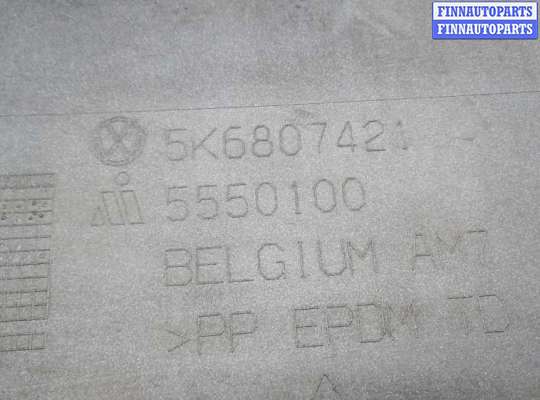 FINNAUTOPARTS
FINNAUTOPARTS
5K6807421
5550100
BELGIUM
>PP EPDM